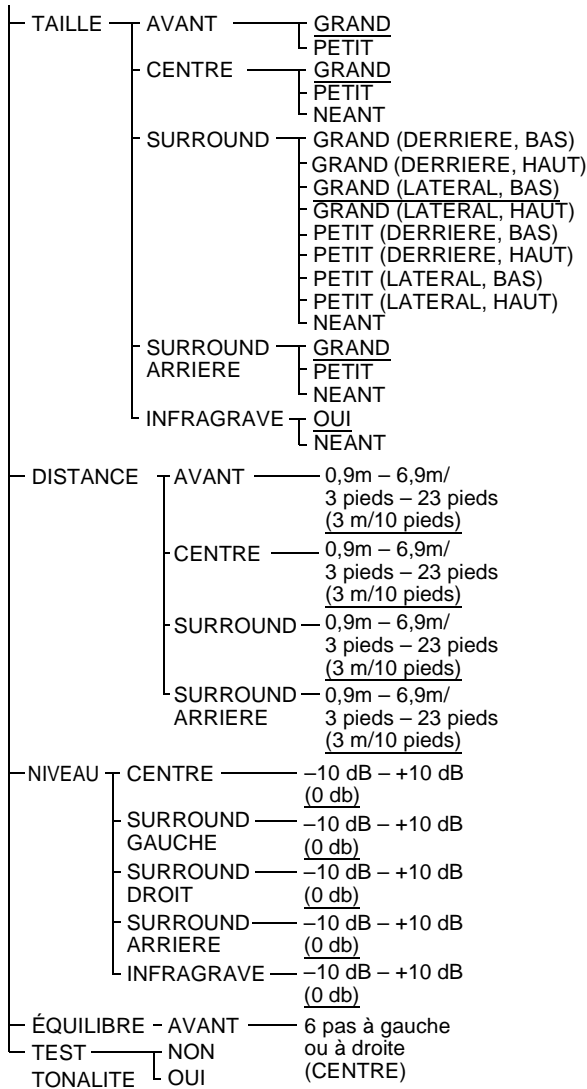 TAILLE AVANT GRAND
PETIT
CENTRE GRAND
PETIT
NEANT
SURROUND GRAND (DERRIERE, BAS)
GRAND (DERRIERE, HAUT)
GRAND (LATERAL, BAS)
GRAND (LATERAL, HAUT)
PETIT (DERRIERE, BAS)
PETIT (DERRIERE, HAUT)
PETIT (LATERAL, BAS)
PETIT (LATERAL, HAUT)
NEANT
SURROUND GRAND
ARRIERE PETIT
NEANT
INFRAGRAVE OUI
NEANT
DISTANCE AVANT 0,9m – 6,9m/
3 pieds – 23 pieds
(3 m/10 pieds)
CENTRE 0,9m – 6,9m/
3 pieds – 23 pieds
(3 m/10 pieds)
SURROUND 0,9m – 6,9m/
3 pieds – 23 pieds
(3 m/10 pieds)
SURROUND 0,9m – 6,9m/
ARRIERE 3 pieds – 23 pieds
(3 m/10 pieds)
NIVEAU CENTRE –10 dB – +10 dB
(0 db)
SURROUND –10 dB – +10 dB
GAUCHE (0 db)
SURROUND –10 dB – +10 dB
DROIT (0 db)
SURROUND –10 dB – +10 dB
ARRIERE (0 db)
INFRAGRAVE –10 dB – +10 dB
(0 db)
ÉQUILIBRE AVANT 6 pas à gauche
ou à droite
(CENTRE)
TEST NON
TONALITE OUI